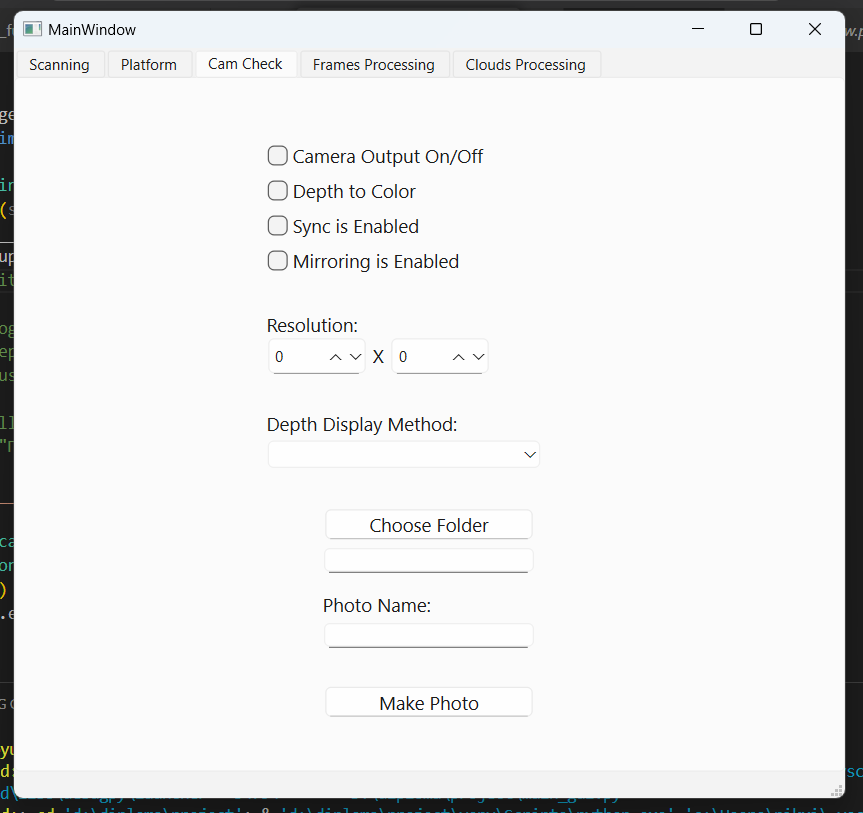 MainWindow
Scanning Platform Cam Check Frames Processing Clouds Processing
Camera Output On/Off
Depth to Color
Sync is Enabled
Mirroring is Enabled
Resolution:
0 X 0
Depth Display Method:
Choose Folder
Photo Name:
Make Photo